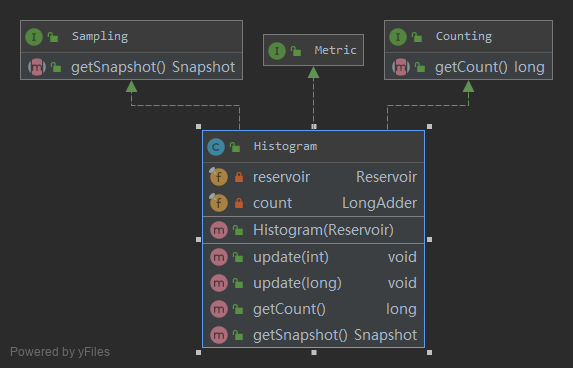 Sampling
getSnapshot() Snapshot
Metric
Counting
getCount() long
Histogram
reservoir Reservoir
count LongAdder
Histogram(Reservoir)
update(int) void
update(long) void
getCount() long
getSnapshot() Snapshot
Powered by yFiles